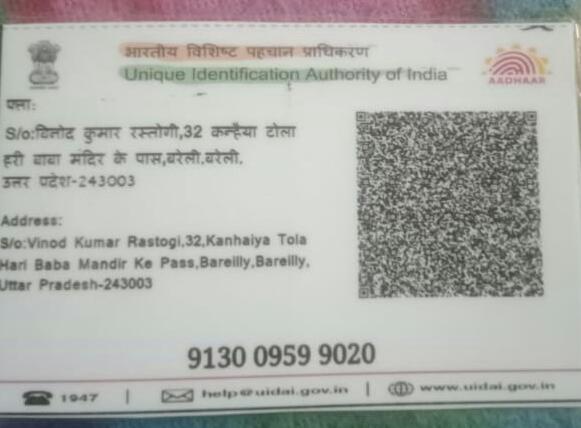 भारतीय विशिष्ट पहचान प्राधिकरण
Unique Identification Authority of India
AADHAAR
पता:
S/o:विनोद कुमार रस्तोगी,32 कन्हैया टोला
हरी बाबा मंदिर के पास,बरेली,बरेली,
उत्तर प्रदेश-243003
Address:
S/o:Vinod Kumar Rastogi,32,Kanhaiya Tola
Hari Baba Mandir Ke Pass,Bareilly,Bareilly,
Uttar Pradesh-243003
9130 0959 9020
1947 | help@uidai.gov.in | www.uidai.gov.in